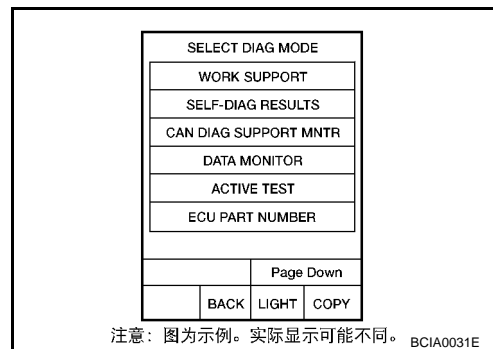 SELECT DIAG MODE
WORK SUPPORT
SELF-DIAG RESULTS
CAN DIAG SUPPORT MNTR
DATA MONITOR
ACTIVE TEST
ECU PART NUMBER
Page Down
BACK LIGHT COPY
注意：图为示例。实际显示可能不同。 BCIA0031E